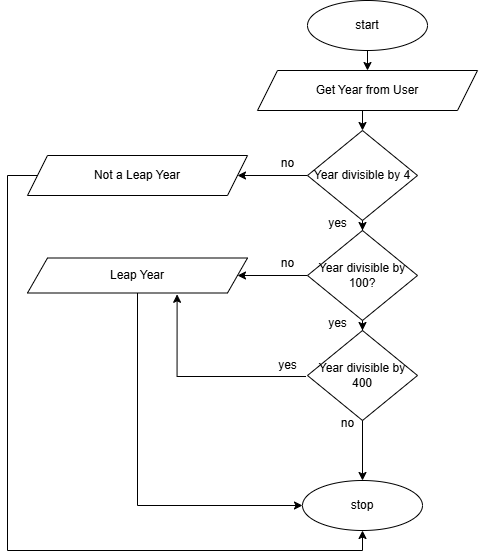 start
Get Year from User
no
Not a Leap Year
Year divisible by 4
yes
no
Leap Year
Year divisible by
100?
yes
yes
Year divisible by
400
no
stop